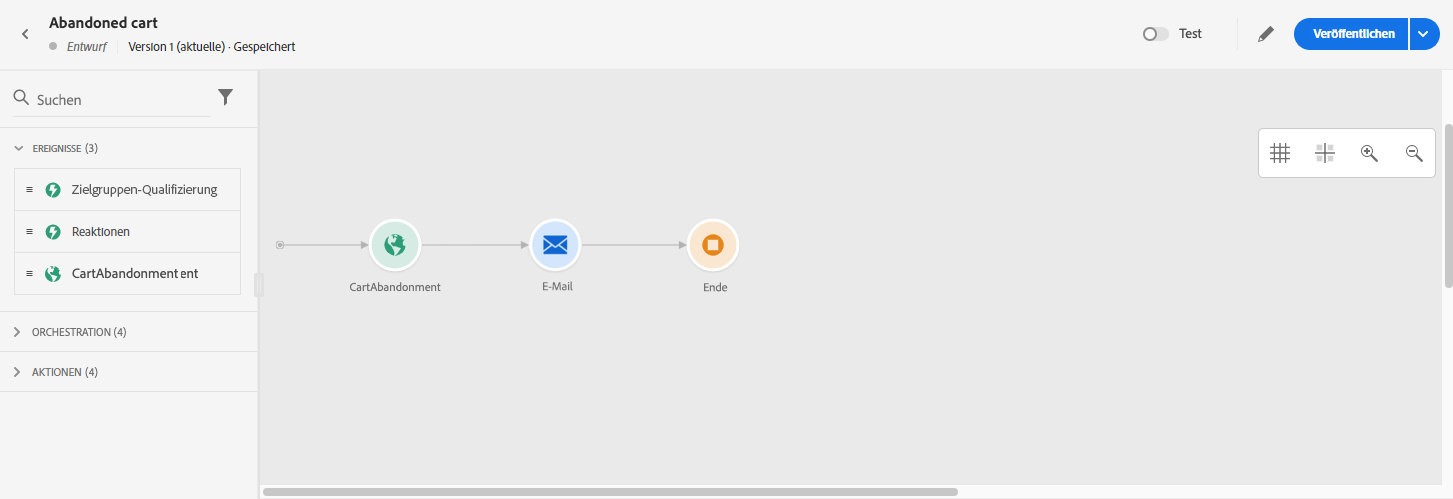 Abandoned cart
Entwurf
Version 1 (aktuelle) · Gespeichert
Test
Veröffentlichen
Suchen
EREIGNISSE (3)
Zielgruppen-Qualifizierung
Reaktionen
CartAbandonment ent
ORCHESTRATION (4)
AKTIONEN (4)
CartAbandonment
E-Mail
Ende